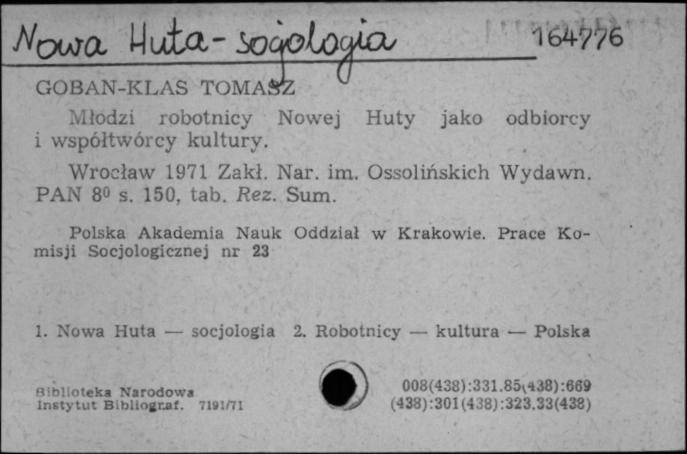 Nowa Huta - socjologia 164776
GOBAN-KLAS TOMASZ
Młodzi robotnicy Nowej Huty jako odbiorcy
i współtwórcy kultury.
Wrocław 1971 Zakł. Nar. im. Ossolińskich Wydawn.
PAN 8⁰ s. 150, tab. Rez. Sum.
Polska Akademia Nauk Oddział w Krakowie. Prace Ko-
misji Socjologicznej nr 23
1. Nowa Huta — socjologia 2. Robotnicy — kultura — Polska
Biblioteka Narodowa
Instytut Bibliograf. 7191/71
008(438):331.85(438):669
(438):301(438):323.33(438)